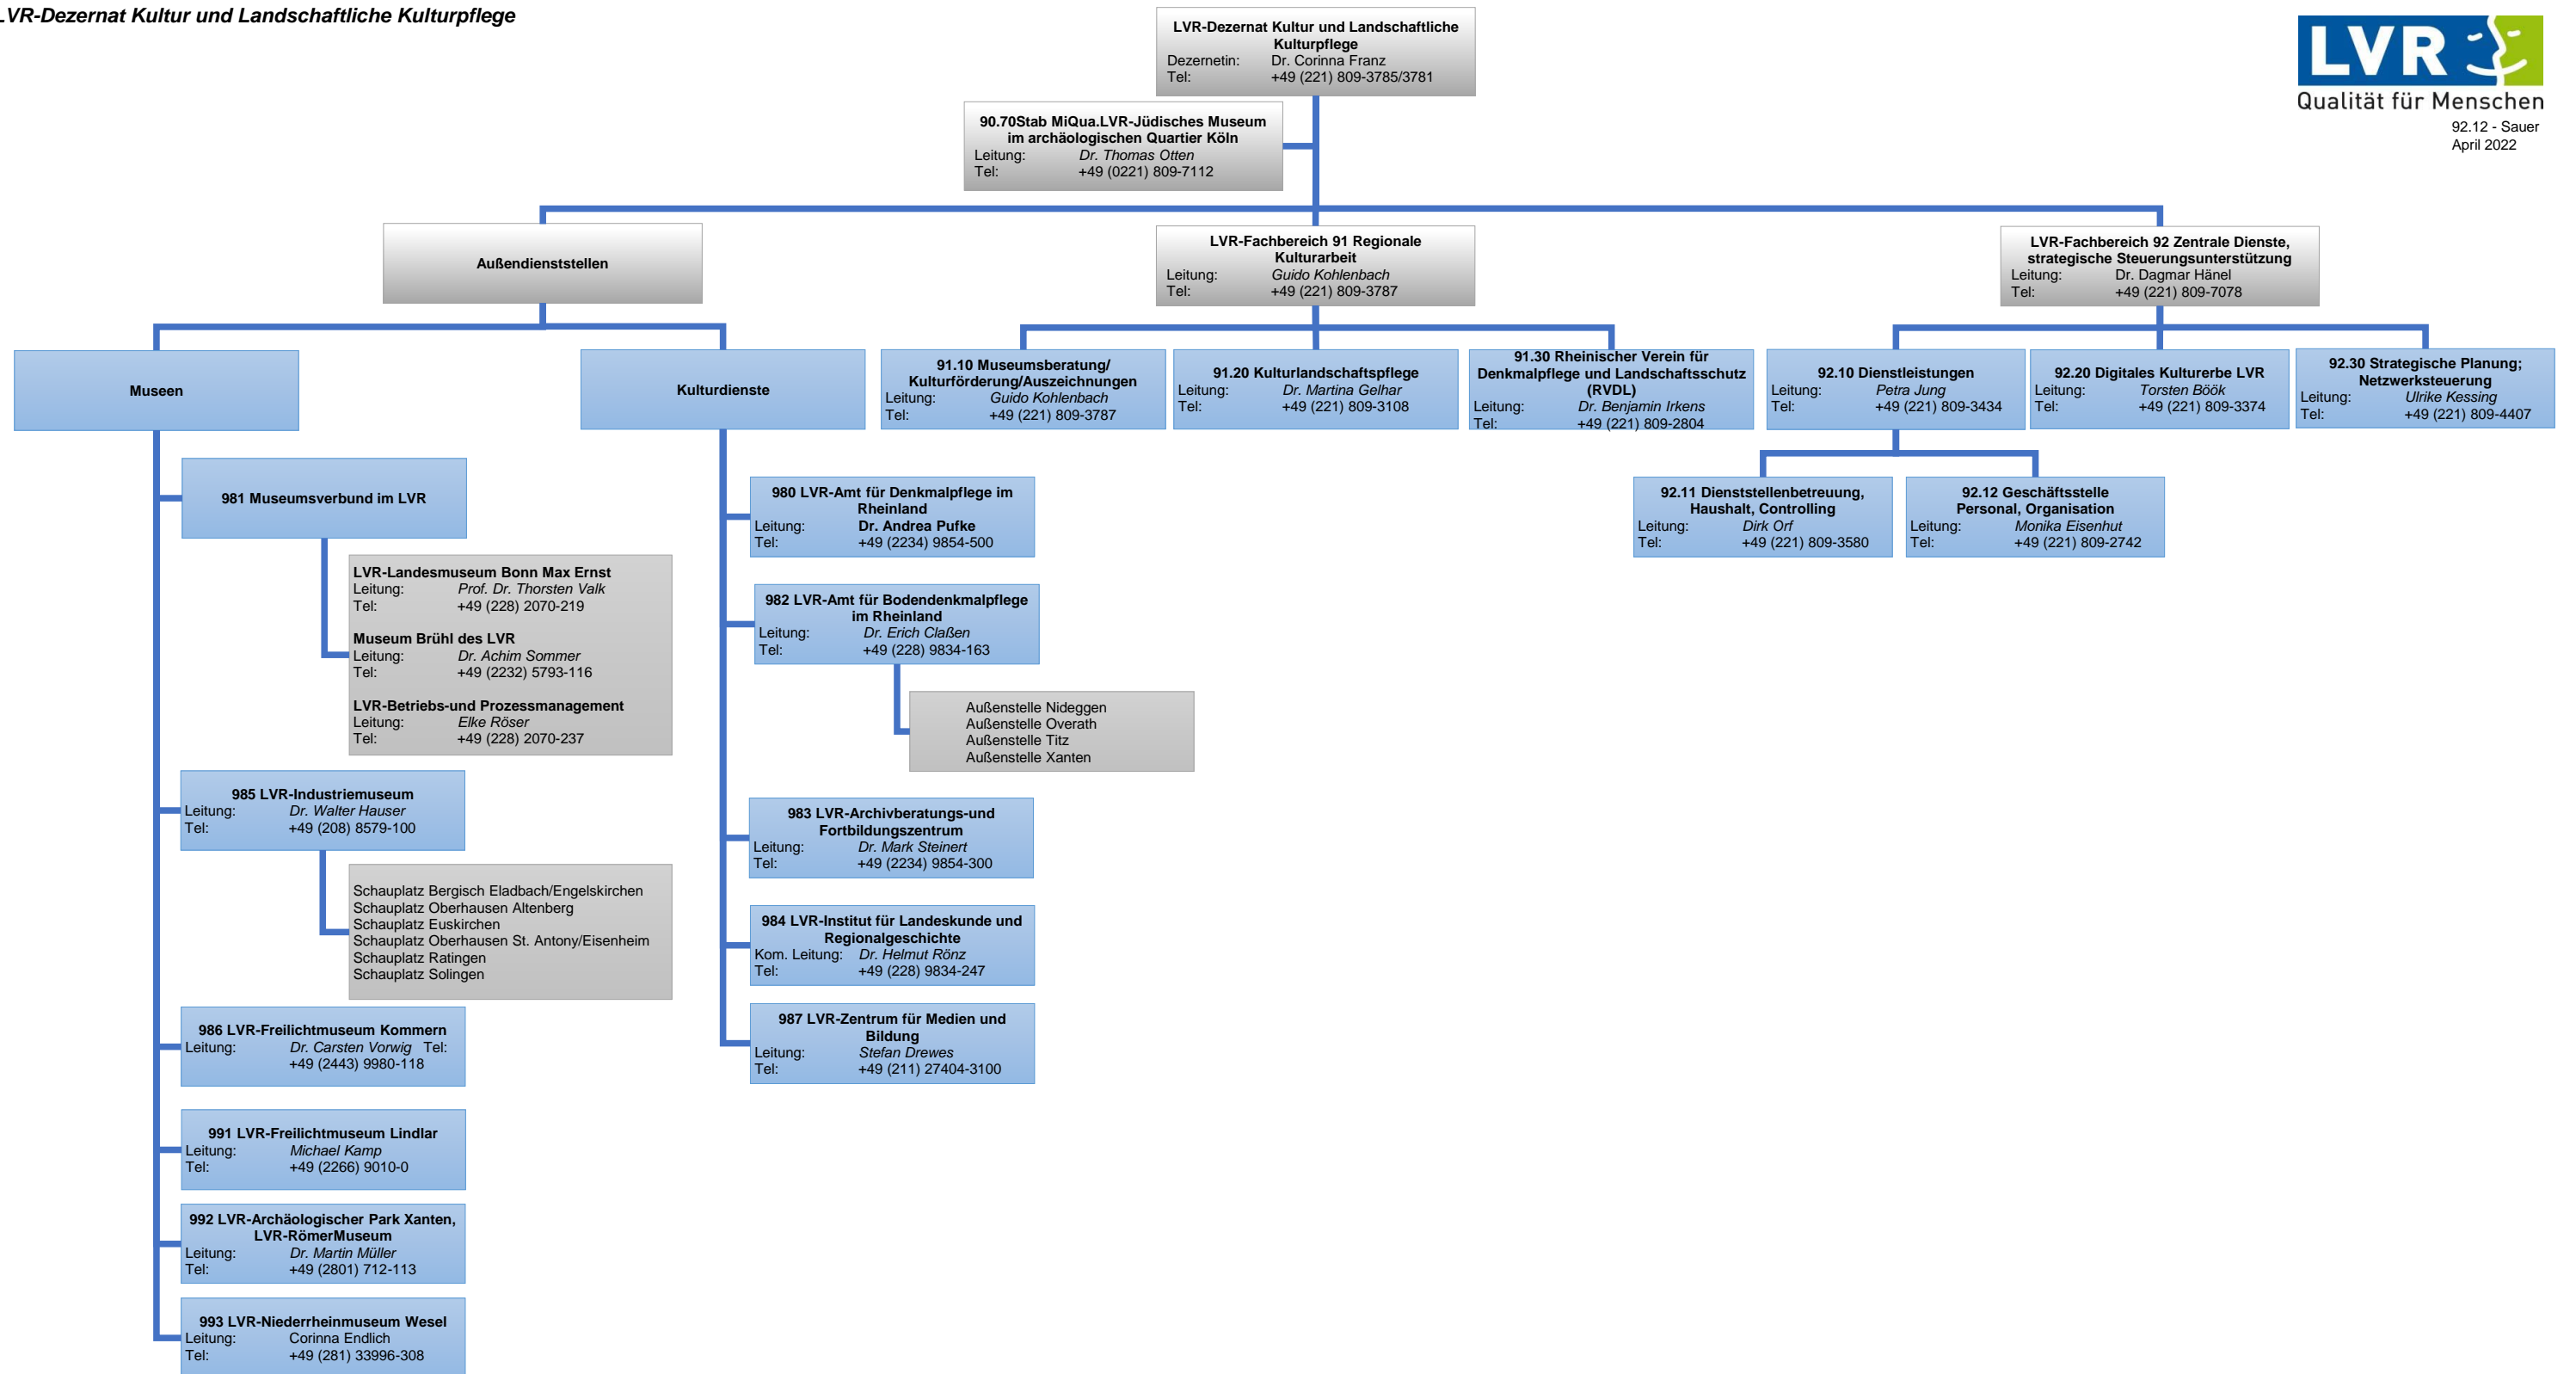 LVR-Dezernat Kultur und Landschaftliche Kulturpflege
LVR-Dezernat Kultur und Landschaftliche
Kulturpflege
Dezernetin: Dr. Corinna Franz
Tel: +49 (221) 809-3785/3781
LVR
Qualität für Menschen
92.12 - Sauer
April 2022
90.70Stab MiQua.LVR-Jüdisches Museum
im archäologischen Quartier Köln
Leitung: Dr. Thomas Otten
Tel: +49 (0221) 809-7112
Außendienststellen
LVR-Fachbereich 91 Regionale
Kulturarbeit
Leitung: Guido Kohlenbach
Tel: +49 (221) 809-3787
LVR-Fachbereich 92 Zentrale Dienste,
strategische Steuerungsunterstützung
Leitung: Dr. Dagmar Hänel
Tel: +49 (221) 809-7078
Museen
Kulturdienste
91.10 Museumsberatung/
Kulturförderung/Auszeichnungen
Leitung: Guido Kohlenbach
Tel: +49 (221) 809-3787
91.20 Kulturlandschaftspflege
Leitung: Dr. Martina Gelhar
Tel: +49 (221) 809-3108
91.30 Rheinischer Verein für
Denkmalpflege und Landschaftsschutz
(RVDL)
Leitung: Dr. Benjamin Irkens
Tel: +49 (221) 809-2804
92.10 Dienstleistungen
Leitung: Petra Jung
Tel: +49 (221) 809-3434
92.20 Digitales Kulturerbe LVR
Leitung: Torsten Böök
Tel: +49 (221) 809-3374
92.30 Strategische Planung;
Netzwerksteuerung
Leitung: Ulrike Kessing
Tel: +49 (221) 809-4407
92.11 Dienststellenbetreuung,
Haushalt, Controlling
Leitung: Dirk Orf
Tel: +49 (221) 809-3580
92.12 Geschäftsstelle
Personal, Organisation
Leitung: Monika Eisenhut
Tel: +49 (221) 809-2742
981 Museumsverbund im LVR
LVR-Landesmuseum Bonn Max Ernst
Leitung: Prof. Dr. Thorsten Valk
Tel: +49 (228) 2070-219
Museum Brühl des LVR
Leitung: Dr. Achim Sommer
Tel: +49 (2232) 5793-116
LVR-Betriebs-und Prozessmanagement
Leitung: Elke Röser
Tel: +49 (228) 2070-237
985 LVR-Industriemuseum
Leitung: Dr. Walter Hauser
Tel: +49 (208) 8579-100
Schauplatz Bergisch Eladbach/Engelskirchen
Schauplatz Oberhausen Altenberg
Schauplatz Euskirchen
Schauplatz Oberhausen St. Antony/Eisenheim
Schauplatz Ratingen
Schauplatz Solingen
986 LVR-Freilichtmuseum Kommern
Leitung: Dr. Carsten Vorwig Tel:
+49 (2443) 9980-118
991 LVR-Freilichtmuseum Lindlar
Leitung: Michael Kamp
Tel: +49 (2266) 9010-0
992 LVR-Archäologischer Park Xanten,
LVR-RömerMuseum
Leitung: Dr. Martin Müller
Tel: +49 (2801) 712-113
993 LVR-Niederrheinmuseum Wesel
Leitung: Corinna Endlich
Tel: +49 (281) 33996-308
980 LVR-Amt für Denkmalpflege im
Rheinland
Leitung: Dr. Andrea Pufke
Tel: +49 (2234) 9854-500
982 LVR-Amt für Bodendenkmalpflege
im Rheinland
Leitung: Dr. Erich Claßen
Tel: +49 (228) 9834-163
Außenstelle Nideggen
Außenstelle Overath
Außenstelle Titz
Außenstelle Xanten
983 LVR-Archivberatungs-und
Fortbildungszentrum
Leitung: Dr. Mark Steinert
Tel: +49 (2234) 9854-300
984 LVR-Institut für Landeskunde und
Regionalgeschichte
Kom. Leitung: Dr. Helmut Rönz
Tel: +49 (228) 9834-247
987 LVR-Zentrum für Medien und
Bildung
Leitung: Stefan Drewes
Tel: +49 (211) 27404-3100